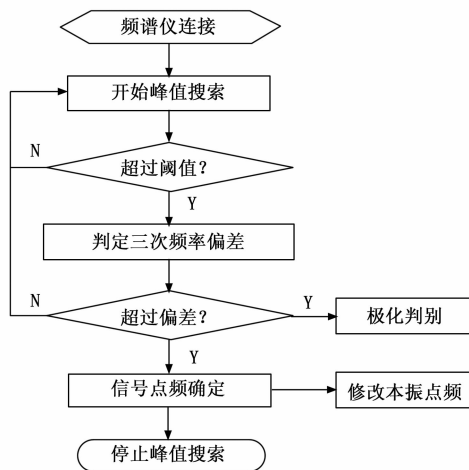 频谱仪连接
开始峰值搜索
N
超过阈值?
Y
判定三次频率偏差
N
超过偏差?
Y
极化判别
Y
信号点频确定
修改本振点频
停止峰值搜索